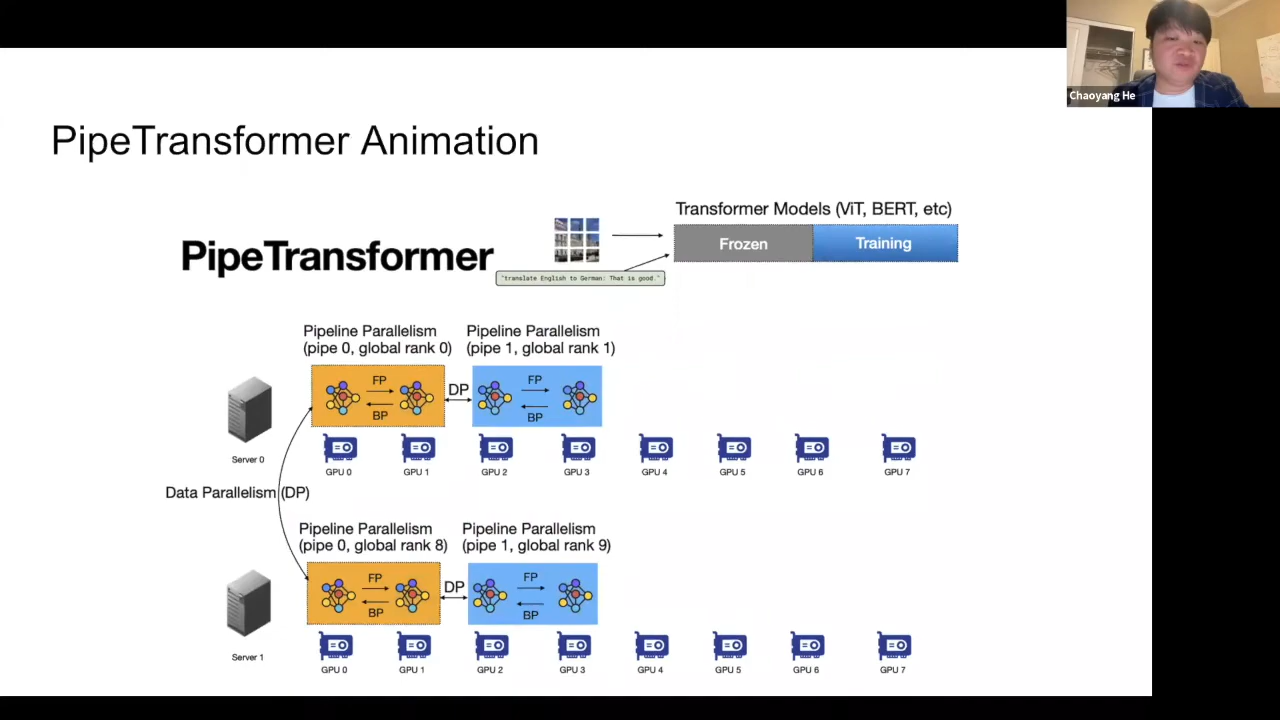 Chaoyang He
PipeTransformer Animation
Transformer Models (ViT, BERT, etc)
Frozen
Training
PipeTransformer
"translate English to German: That is good."
Pipeline Parallelism
(pipe 0, global rank 0)
Pipeline Parallelism
(pipe 1, global rank 1)
FP
BP
DP
FP
BP
Server 0
GPU 0
GPU 1
GPU 2
GPU 3
GPU 4
GPU 5
GPU 6
GPU 7
Data Parallelism (DP)
Pipeline Parallelism
(pipe 0, global rank 8)
Pipeline Parallelism
(pipe 1, global rank 9)
FP
BP
DP
FP
BP
Server 1
GPU 0
GPU 1
GPU 2
GPU 3
GPU 4
GPU 5
GPU 6
GPU 7